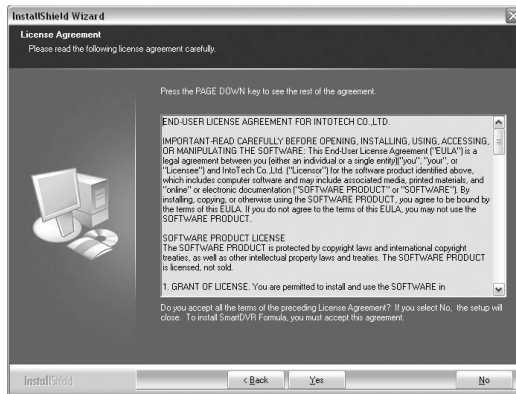 InstallShield Wizard
License Agreement
Please read the following license agreement carefully.
Press the PAGE DOWN key to see the rest of the agreement.
END-USER LICENSE AGREEMENT FOR INTOTECH CO.,LTD.
IMPORTANT-READ CAREFULLY BEFORE OPENING, INSTALLING, USING, ACCESSING,
OR MANIPULATING THE SOFTWARE: This End-User License Agreement ("EULA") is a
legal agreement between you (either an individual or a single entity)("you", "your", or
"Licensee") and IntoTech Co.,Ltd. ("Licensor") for the software product identified above,
which includes computer software and may include associated media, printed materials, and
"online" or electronic documentation ("SOFTWARE PRODUCT" or "SOFTWARE"). By
installing, copying, or otherwise using the SOFTWARE PRODUCT, you agree to be bound by
the terms of this EULA. If you do not agree to the terms of this EULA, you may not use the
SOFTWARE PRODUCT.
SOFTWARE PRODUCT LICENSE
The SOFTWARE PRODUCT is protected by copyright laws and international copyright
treaties, as well as other intellectual property laws and treaties. The SOFTWARE PRODUCT
is licensed, not sold.
1. GRANT OF LICENSE. You are permitted to install and use the SOFTWARE in
Do you accept all the terms of the preceding License Agreement? If you select No, the setup will
close. To install SmartDVR Formula, you must accept this agreement.
InstallShield
< Back
Yes
No